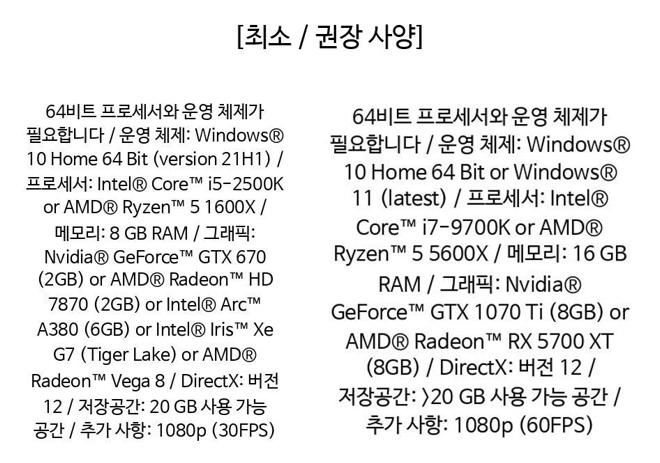 [최소 / 권장 사양]
64비트 프로세서와 운영 체제가
필요합니다 / 운영 체제: Windows®
10 Home 64 Bit (version 21H1) /
프로세서: Intel® Core™ i5-2500K
or AMD® Ryzen™ 5 1600X /
메모리: 8 GB RAM / 그래픽:
Nvidia® GeForce™ GTX 670
(2GB) or AMD® Radeon™ HD
7870 (2GB) or Intel® Arc™
A380 (6GB) or Intel® Iris™ Xe
G7 (Tiger Lake) or AMD®
Radeon™ Vega 8 / DirectX: 버전
12 / 저장공간: 20 GB 사용 가능
공간 / 추가 사항: 1080p (30FPS)
64비트 프로세서와 운영 체제가
필요합니다 / 운영 체제: Windows®
10 Home 64 Bit or Windows®
11 (latest) / 프로세서: Intel®
Core™ i7-9700K or AMD®
Ryzen™ 5 5600X / 메모리: 16 GB
RAM / 그래픽: Nvidia®
GeForce™ GTX 1070 Ti (8GB) or
AMD® Radeon™ RX 5700 XT
(8GB) / DirectX: 버전 12 /
저장공간: >20 GB 사용 가능 공간 /
추가 사항: 1080p (60FPS)